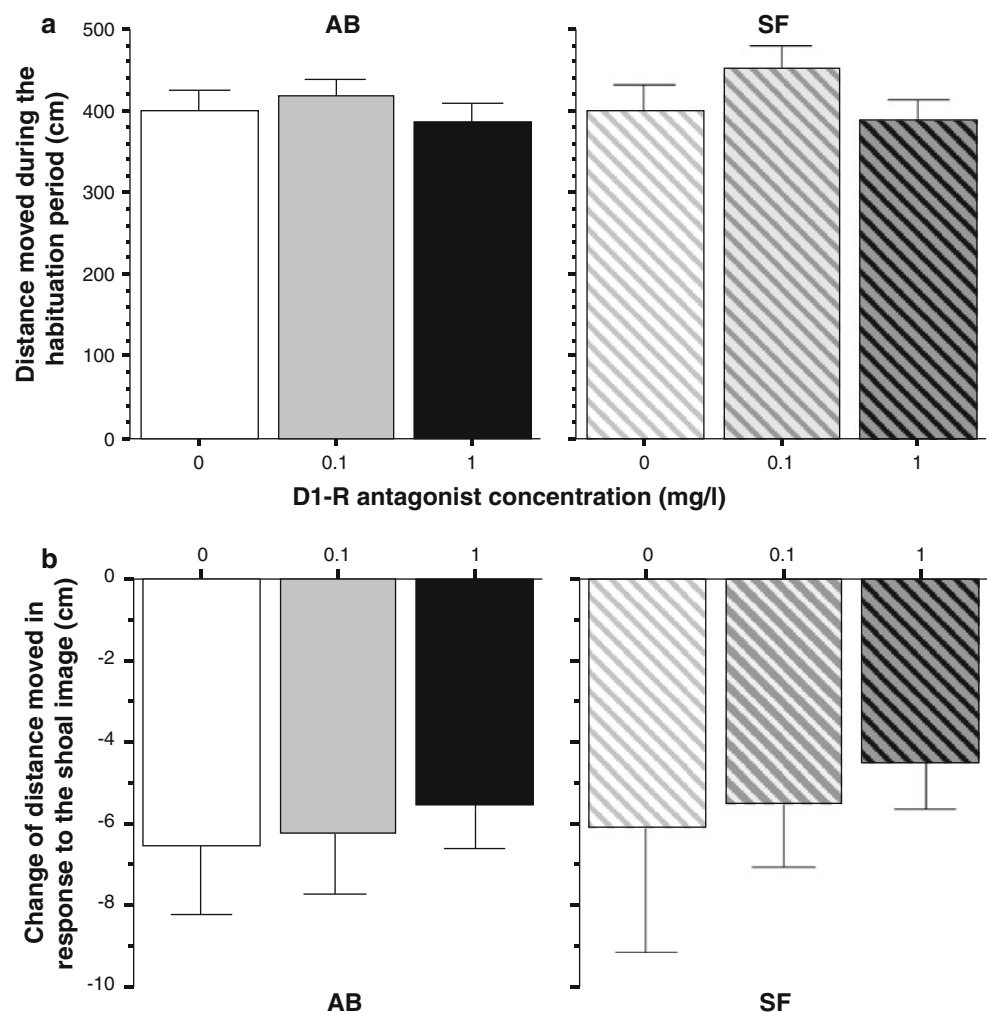 a
AB
SF
Distance moved during the
habituation period (cm)
500
400
300
200
100
0
0 0.1 1
0 0.1 1
D1-R antagonist concentration (mg/l)
b
0 0.1 1
0 0.1 1
Change of distance moved in
response to the shoal image (cm)
0
-2
-4
-6
-8
-10
AB
SF